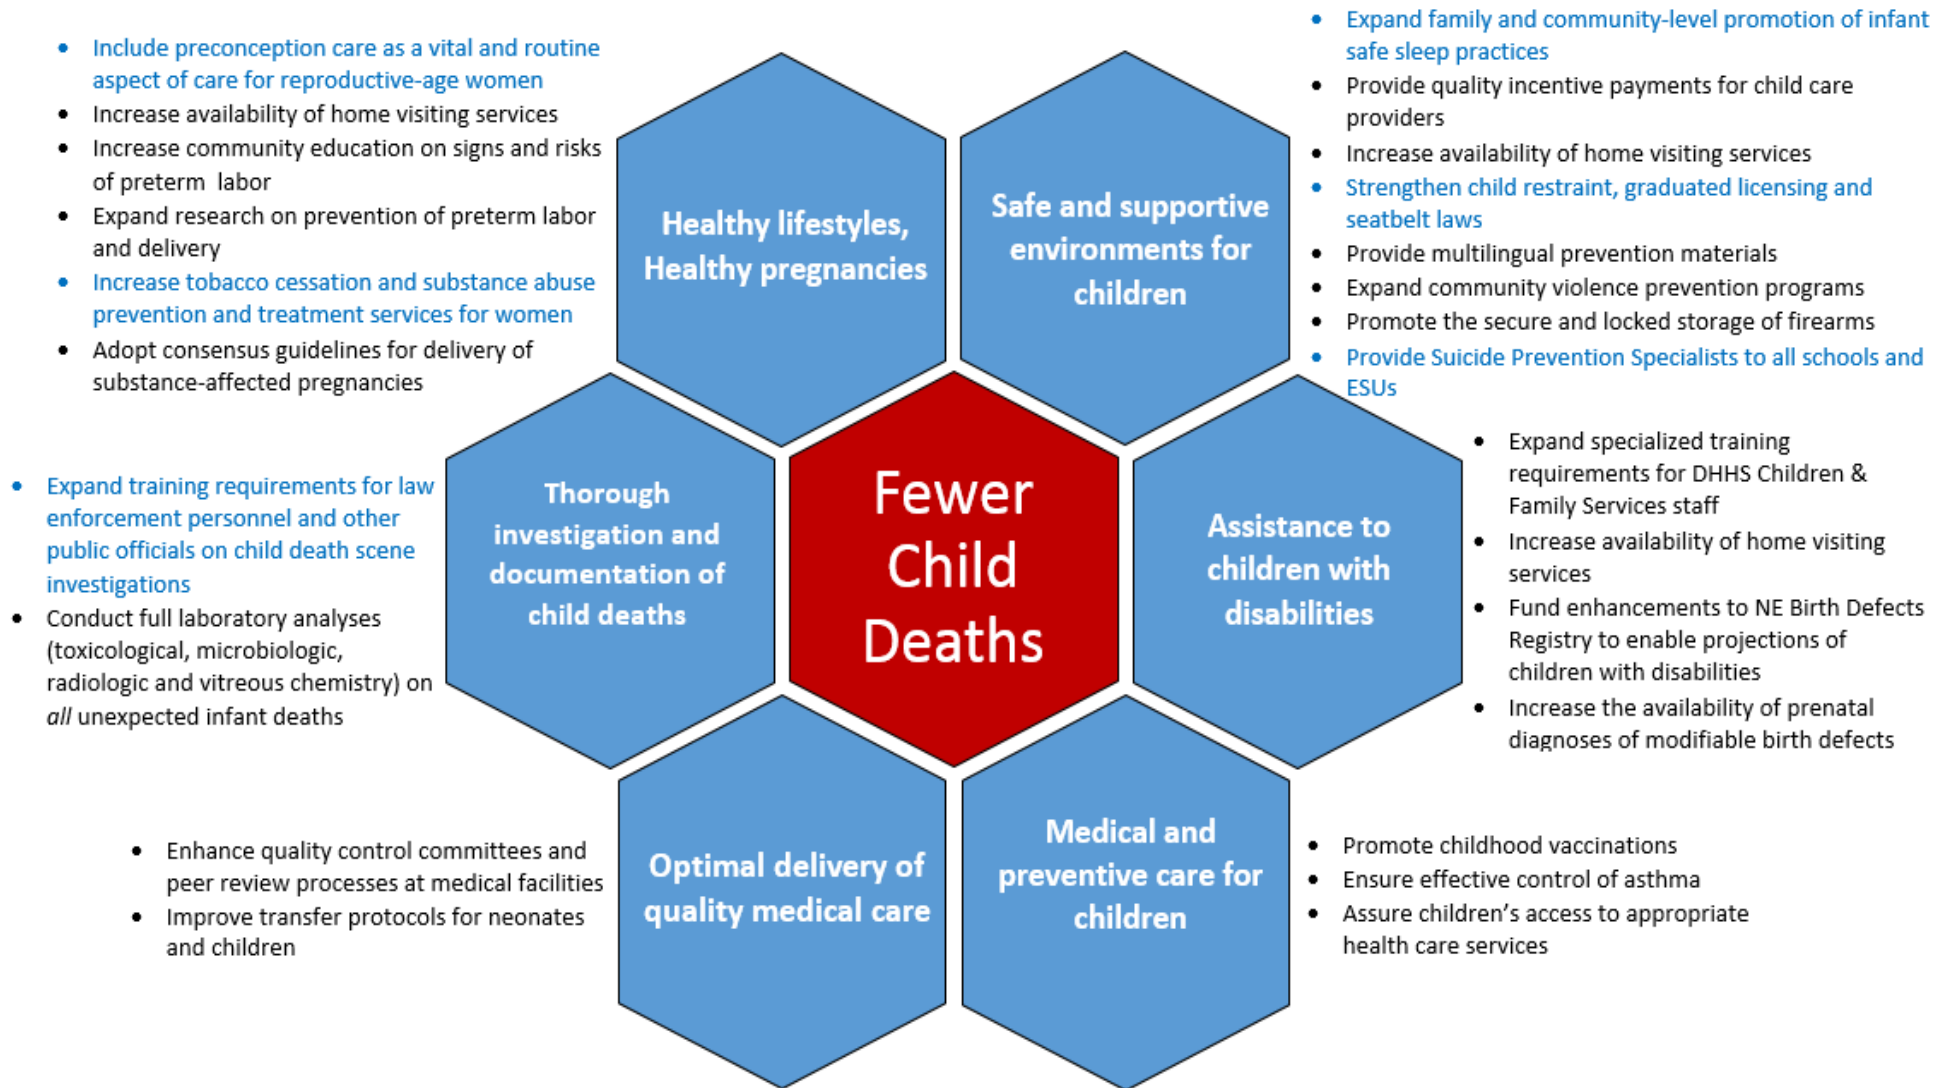 • Include preconception care as a vital and routine
aspect of care for reproductive-age women
• Increase availability of home visiting services
• Increase community education on signs and risks
of preterm labor
• Expand research on prevention of preterm labor
and delivery
• Increase tobacco cessation and substance abuse
prevention and treatment services for women
• Adopt consensus guidelines for delivery of
substance-affected pregnancies
Healthy lifestyles,
Healthy pregnancies
Safe and supportive
environments for
children
• Expand family and community-level promotion of infant
safe sleep practices
• Provide quality incentive payments for child care
providers
• Increase availability of home visiting services
• Strengthen child restraint, graduated licensing and
seatbelt laws
• Provide multilingual prevention materials
• Expand community violence prevention programs
• Promote the secure and locked storage of firearms
• Provide Suicide Prevention Specialists to all schools and
ESUs
• Expand training requirements for law
enforcement personnel and other
public officials on child death scene
investigations
• Conduct full laboratory analyses
(toxicological, microbiologic,
radiologic and vitreous chemistry) on
all unexpected infant deaths
Thorough
investigation and
documentation of
child deaths
Fewer
Child
Deaths
Assistance to
children with
disabilities
• Expand specialized training
requirements for DHHS Children &
Family Services staff
• Increase availability of home visiting
services
• Fund enhancements to NE Birth Defects
Registry to enable projections of
children with disabilities
• Increase the availability of prenatal
diagnoses of modifiable birth defects
• Enhance quality control committees and
peer review processes at medical facilities
• Improve transfer protocols for neonates
and children
Optimal delivery of
quality medical care
Medical and
preventive care for
children
• Promote childhood vaccinations
• Ensure effective control of asthma
• Assure children's access to appropriate
health care services